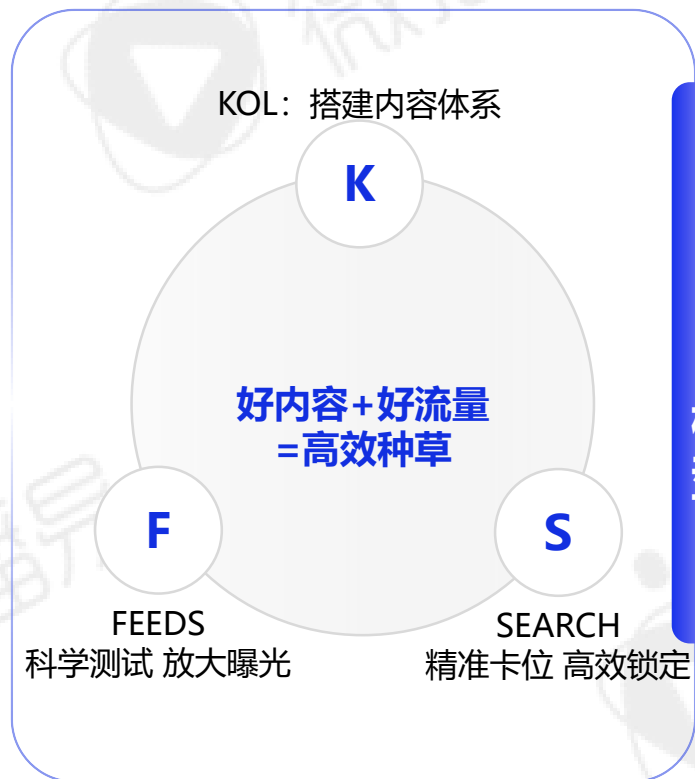 KOL：搭建内容体系
K
好内容+好流量
=高效种草
F
S
FEEDS
科学测试 放大曝光
SEARCH
精准卡位 高效锁定